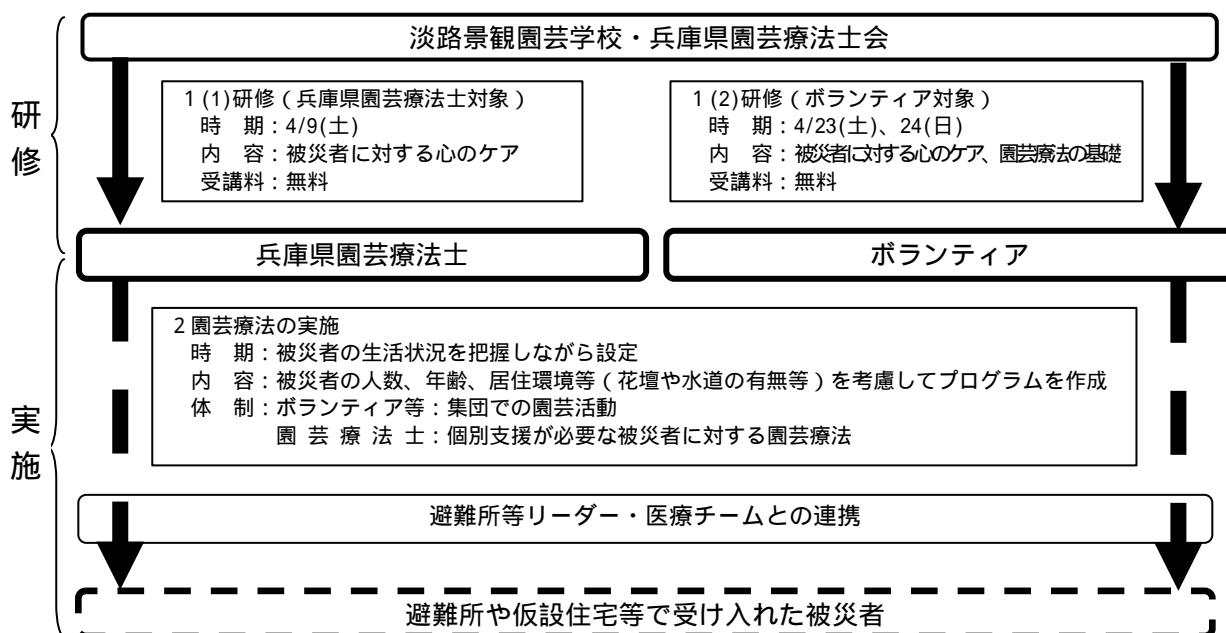 淡路景観園芸学校・兵庫県園芸療法士会
研修
1(1)研修(兵庫県園芸療法士対象)
時 期:4/9(土)
内 容:被災者に対する心のケア
受講料:無料
1(2)研修(ボランティア対象)
時 期:4/23(土)、24(日)
内 容:被災者に対する心のケア、園芸療法の基礎
受講料:無料
兵庫県園芸療法士
ボランティア
実施
2園芸療法の実施
時 期:被災者の生活状況を把握しながら設定
内 容:被災者の人数、年齢、居住環境等(花壇や水道の有無等)を考慮してプログラムを作成
体 制:ボランティア等:集団での園芸活動
園芸療法士:個別支援が必要な被災者に対する園芸療法
避難所等リーダー・医療チームとの連携
避難所や仮設住宅等で受け入れた被災者